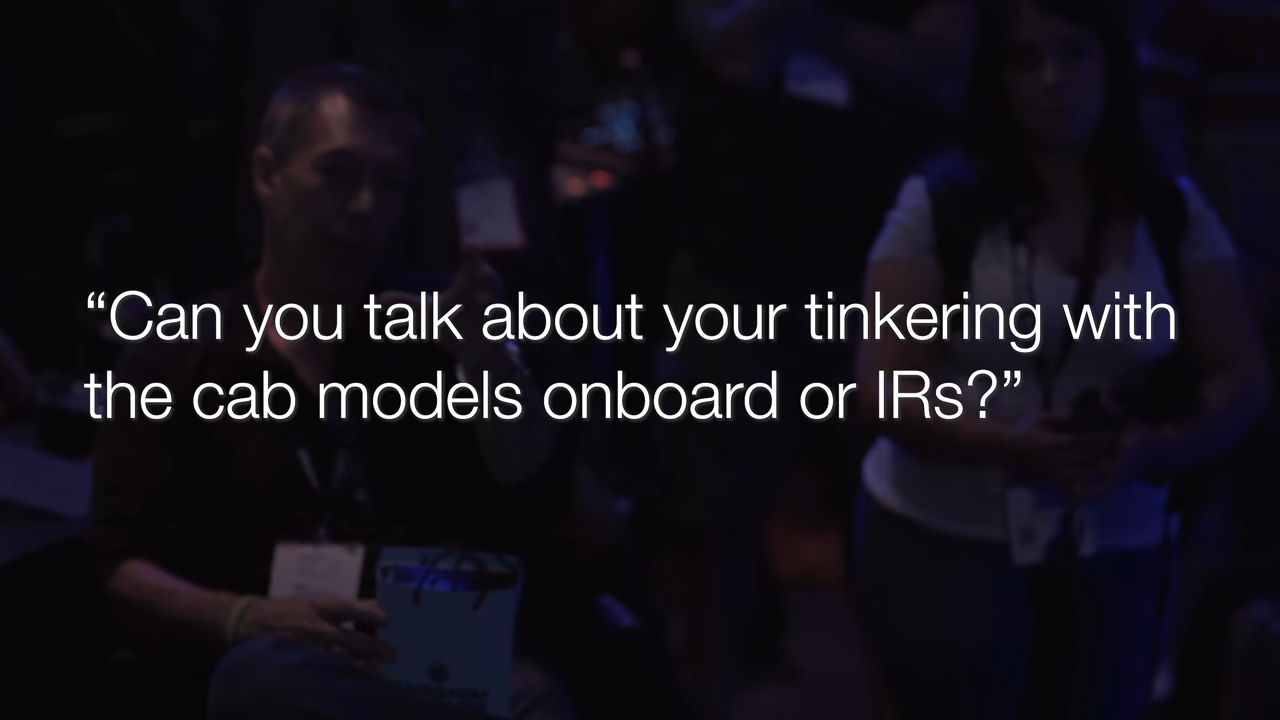 “Can you talk about your tinkering with
the cab models onboard or IRs?”